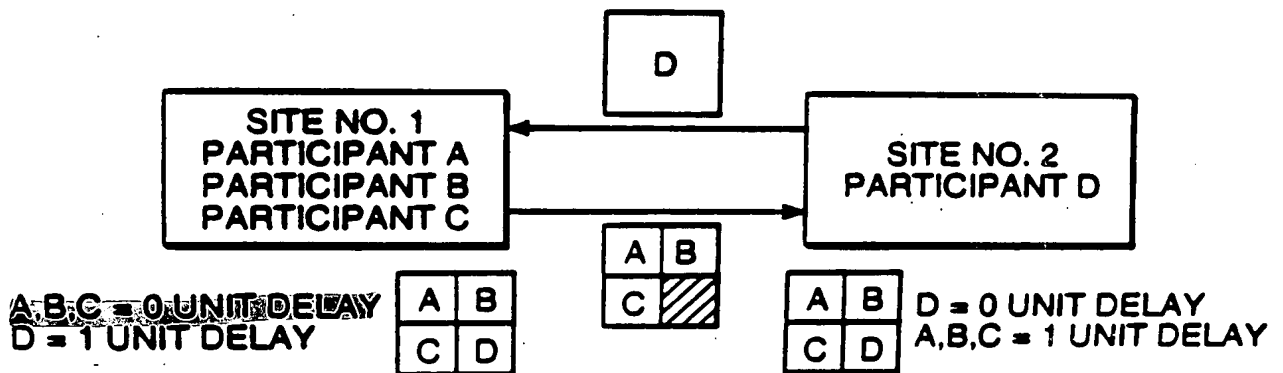 D
SITE NO. 1
PARTICIPANT A
PARTICIPANT B
PARTICIPANT C
SITE NO. 2
PARTICIPANT D
A B
C
A,B,C = 0 UNIT DELAY
D = 1 UNIT DELAY
A B
C D
A B
C D
D = 0 UNIT DELAY
A,B,C = 1 UNIT DELAY